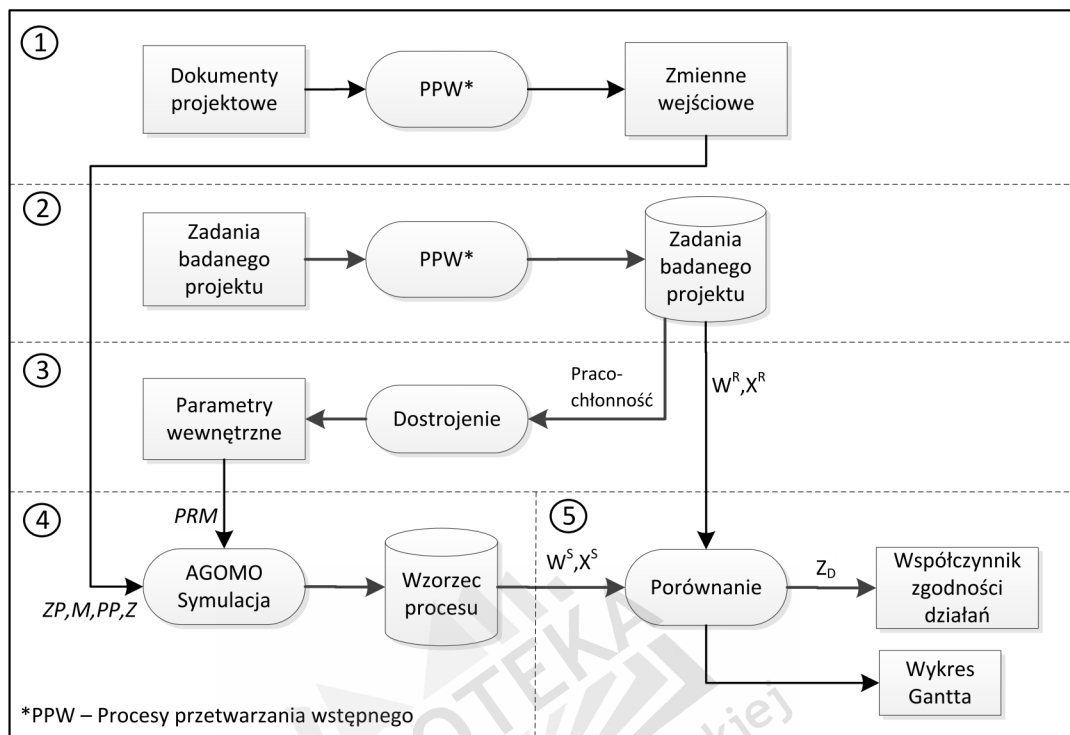 1
Dokumenty
projektowe
PPW*
Zmienne
wejściowe
2
Zadania
badanego
projektu
PPW*
Zadania
badanego
projektu
3
Parametry
wewnętrzne
Dostrojenie
Praco-
chłonność
W^R,X^R
4
PRM
AGOMO
Symulacja
ZP,M,PP,Z
Wzorzec
procesu
5
W^S,X^S
Porównanie
Z_D
Współczynnik
zgodności
działań
Wykres
Gantta
*PPW – Procesy przetwarzania wstępnego